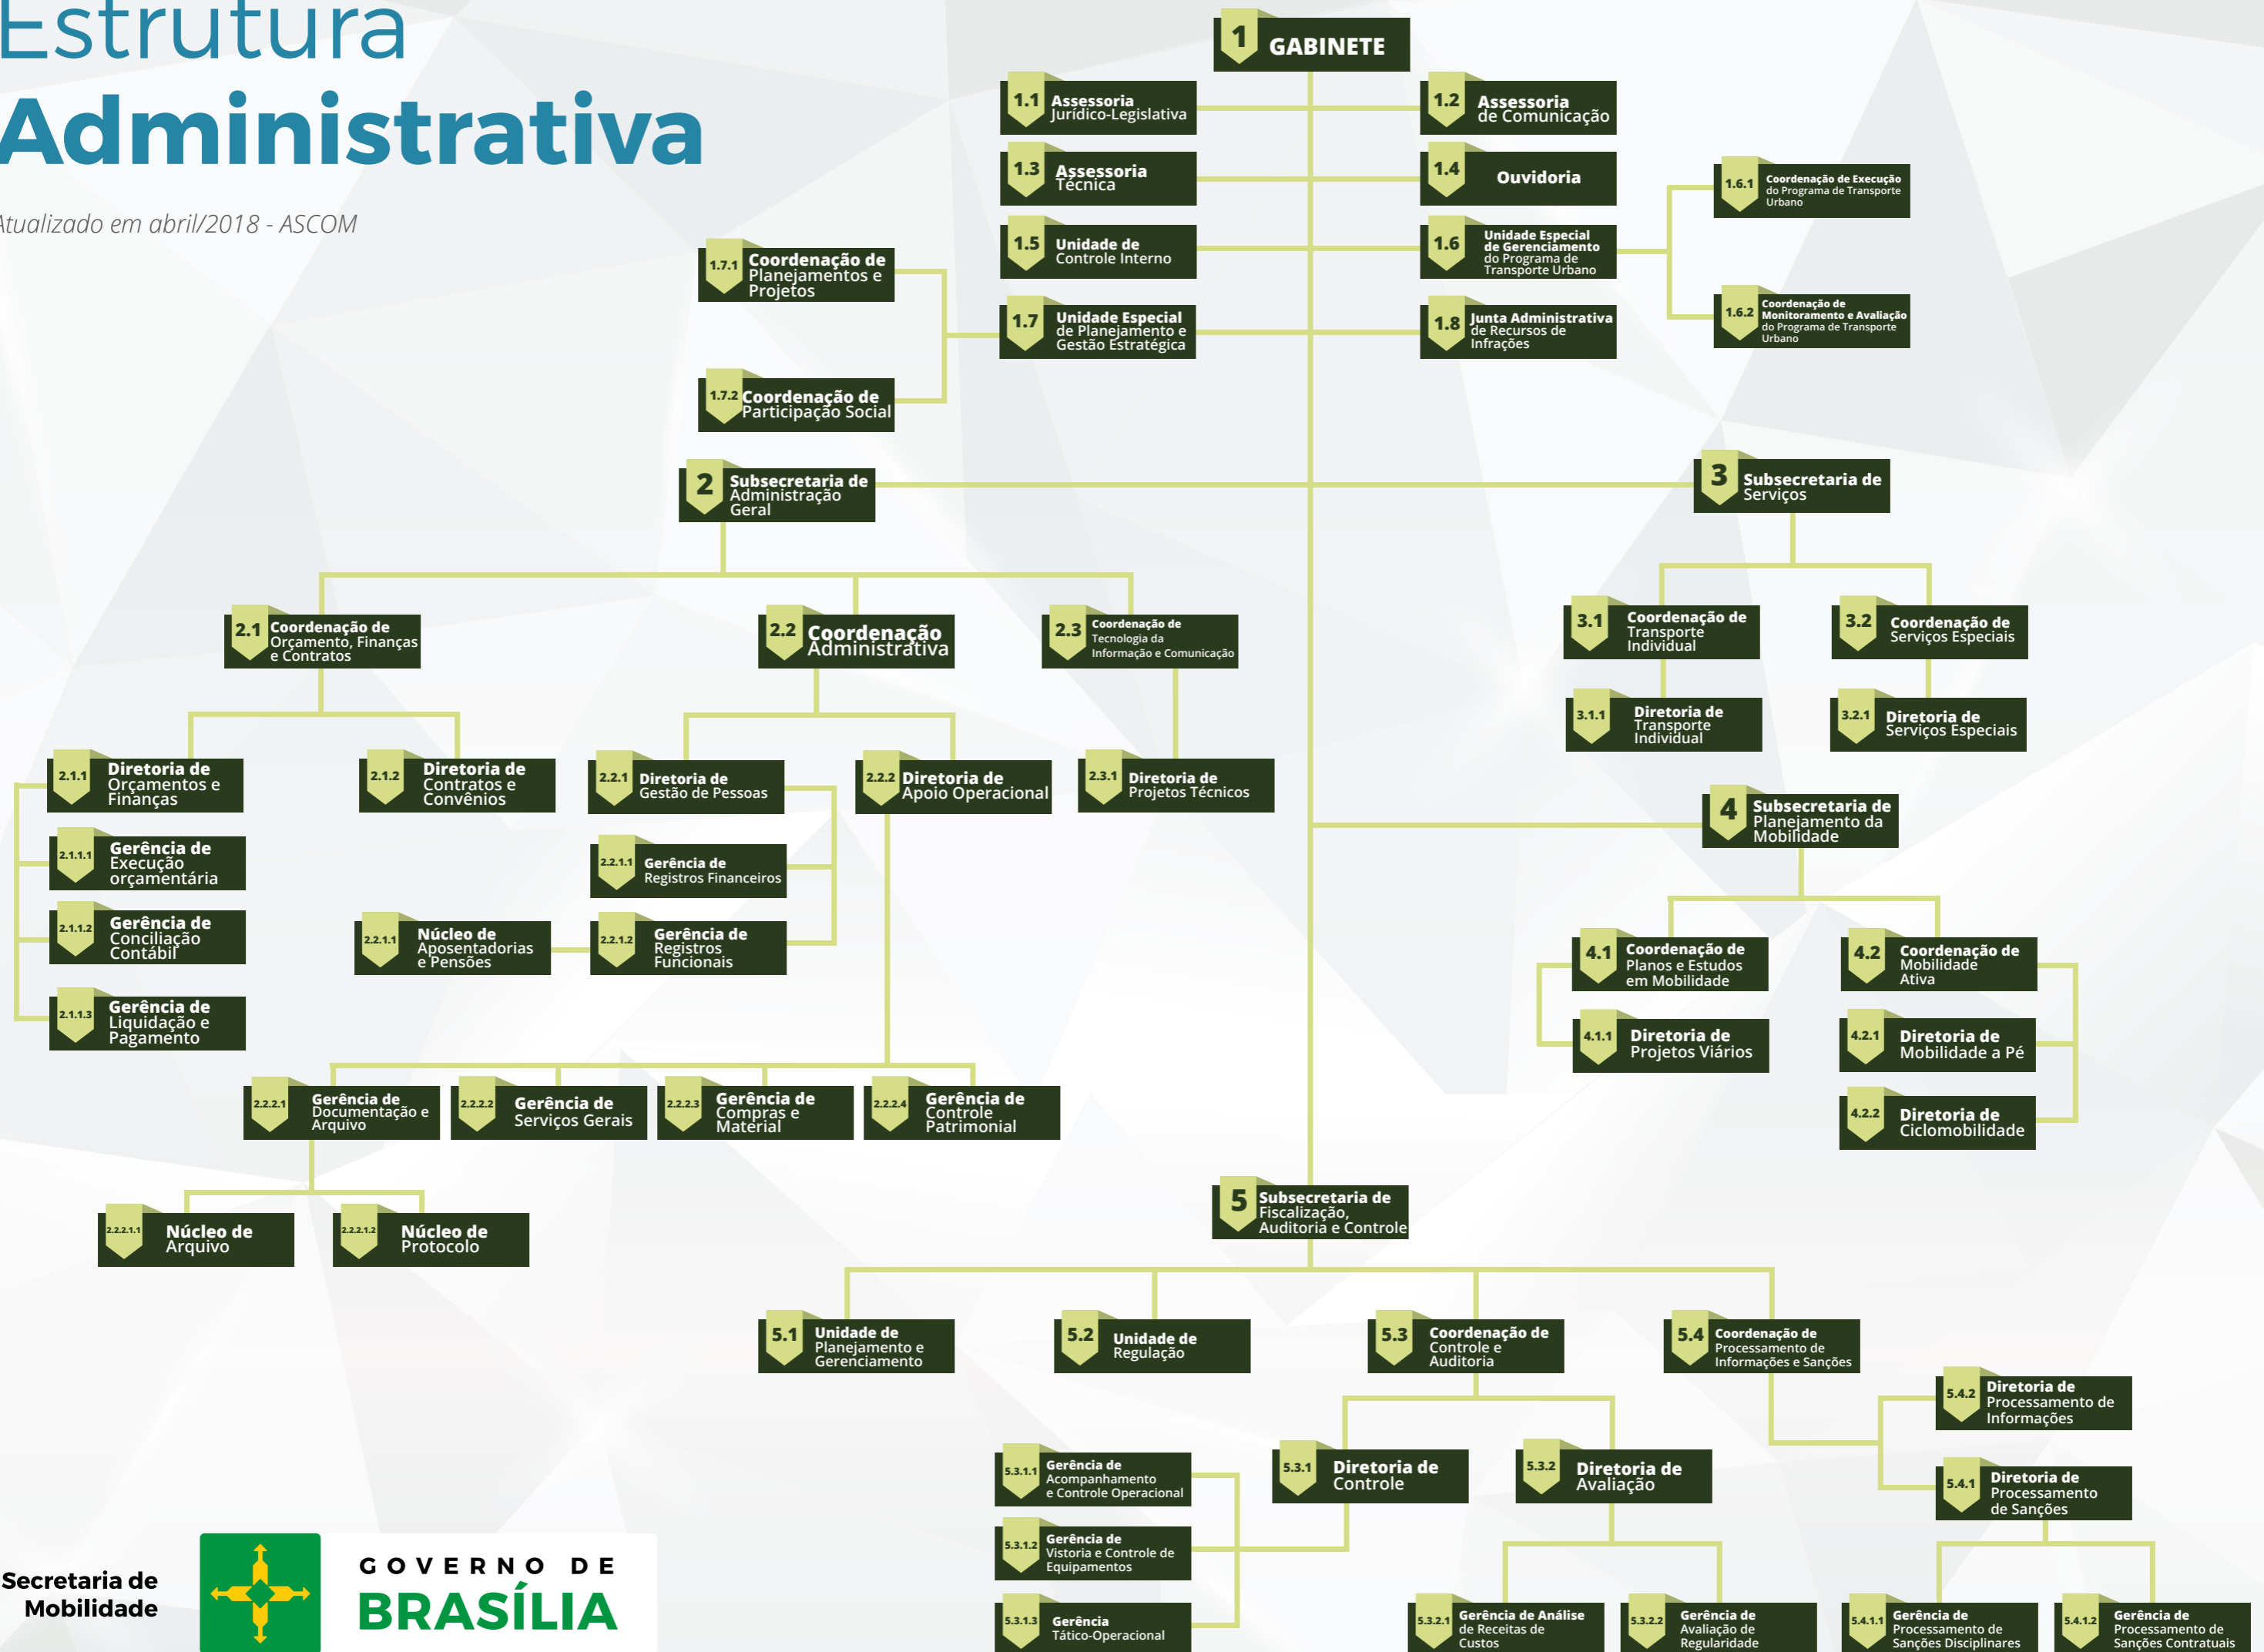 Estrutura
Administrativa
Atualizado em abril/2018 - ASCOM
1
GABINETE
1.1
Assessoria
Jurídico-Legislativa
1.2
Assessoria
de Comunicação
1.3
Assessoria
Técnica
1.4
Ouvidoria
1.5
Unidade de
Controle Interno
1.6
Unidade Especial
de Gerenciamento
do Programa de
Transporte Urbano
1.6.1
Coordenação de Execução
do Programa de Transporte
Urbano
1.6.2
Coordenação de
Monitoramento e Avaliação
do Programa de Transporte
Urbano
1.7
Unidade Especial
de Planejamento e
Gestão Estratégica
1.7.1
Coordenação de
Planejamentos e
Projetos
1.7.2
Coordenação de
Participação Social
1.8
Junta Administrativa
de Recursos de
Infrações
2
Subsecretaria de
Administração
Geral
3
Subsecretaria de
Serviços
2.1
Coordenação de
Orçamento, Finanças
e Contratos
2.2
Coordenação
Administrativa
2.3
Coordenação de
Tecnologia da
Informação e Comunicação
3.1
Coordenação de
Transporte
Individual
3.2
Coordenação de
Serviços Especiais
3.1.1
Diretoria de
Transporte
Individual
3.2.1
Diretoria de
Serviços Especiais
2.1.1
Diretoria de
Orçamentos e
Finanças
2.1.2
Diretoria de
Contratos e
Convênios
2.2.1
Diretoria de
Gestão de Pessoas
2.2.2
Diretoria de
Apoio Operacional
2.3.1
Diretoria de
Projetos Técnicos
4
Subsecretaria de
Planejamento da
Mobilidade
2.1.1.1
Gerência de
Execução
orçamentária
2.1.1.2
Gerência de
Conciliação
Contábil
2.1.1.3
Gerência de
Liquidação e
Pagamento
2.2.1.1
Gerência de
Registros Financeiros
2.2.1.1
Núcleo de
Aposentadorias
e Pensões
2.2.1.2
Gerência de
Registros
Funcionais
4.1
Coordenação de
Planos e Estudos
em Mobilidade
4.2
Coordenação de
Mobilidade
Ativa
4.1.1
Diretoria de
Projetos Viários
4.2.1
Diretoria de
Mobilidade a Pé
4.2.2
Diretoria de
Ciclomobilidade
2.2.2.1
Gerência de
Documentação e
Arquivo
2.2.2.2
Gerência de
Serviços Gerais
2.2.2.3
Gerência de
Compras e
Material
2.2.2.4
Gerência de
Controle
Patrimonial
2.2.2.1.1
Núcleo de
Arquivo
2.2.2.1.2
Núcleo de
Protocolo
5
Subsecretaria de
Fiscalização,
Auditoria e Controle
5.1
Unidade de
Planejamento e
Gerenciamento
5.2
Unidade de
Regulação
5.3
Coordenação de
Controle e
Auditoria
5.4
Coordenação de
Processamento de
Informações e Sanções
5.4.2
Diretoria de
Processamento de
Informações
5.4.1
Diretoria de
Processamento
de Sanções
5.3.1
Diretoria de
Controle
5.3.2
Diretoria de
Avaliação
5.3.1.1
Gerência de
Acompanhamento
e Controle Operacional
5.3.1.2
Gerência de
Vistoria e Controle de
Equipamentos
5.3.1.3
Gerência
Tático-Operacional
5.3.2.1
Gerência de Análise
de Receitas de
Custos
5.3.2.2
Gerência de
Avaliação de
Regularidade
5.4.1.1
Gerência de
Processamento de
Sanções Disciplinares
5.4.1.2
Gerência de
Processamento de
Sanções Contratuais
Secretaria de
Mobilidade
GOVERNO DE
BRASÍLIA